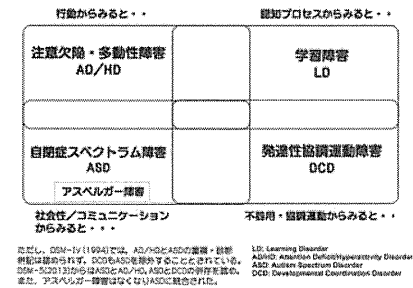 行動からみると・・
認知プロセスからみると・・
注意欠陥・多動性障害
AD/HD
学習障害
LD
自閉症スペクトラム障害
ASD
アスペルガー障害
発達性協調運動障害
DCD
社会性/コミュニケーション
からみると・・・
不器用・協調運動からみると・・
ただし、DSM-IV(1994)では、AD/HDとASDの重複・診断
併記は認められず、DCDもASDを除外することとされている。
DSM-5(2013)からはASDとAD/HD、ASDとDCDの併存を認め、
また、アスペルガー障害はなくなりASDに統合された。
LD: Learning Disorder
AD/HD: Attention Deficit/Hyperactivity Disorder
ASD: Autism Spectrum Disorder
DCD: Developmental Coordination Disorder